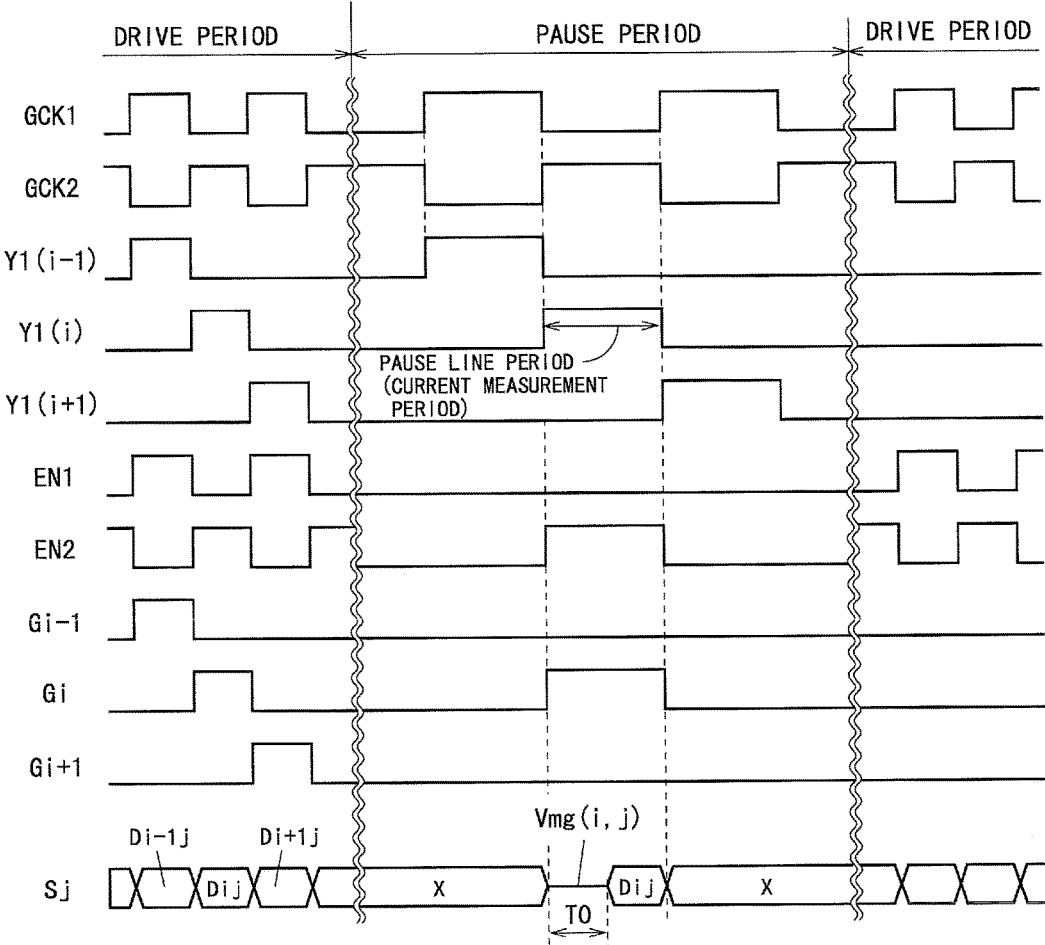 DRIVE PERIOD PAUSE PERIOD DRIVE PERIOD
GCK1
GCK2
Y1(i-1)
Y1(i)
PAUSE LINE PERIOD
(CURRENT MEASUREMENT
PERIOD)
Y1(i+1)
EN1
EN2
Gi-1
Gi
Gi+1
Vmg(i,j)
Di-1j Di+1j
Sj Dij X Dij X
T0